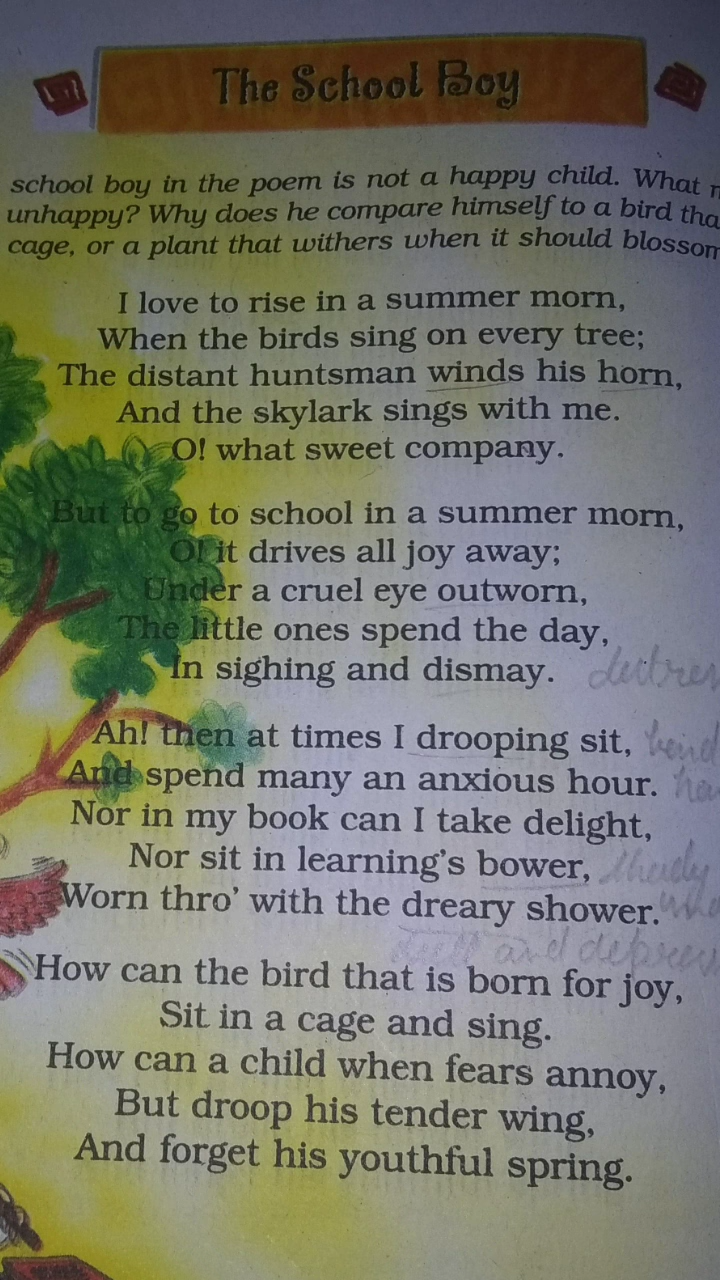 The School Boy
school boy in the poem is not a happy child. What
unhappy? Why does he compare himself to a bird
cage, or a plant that withers when it should blossom
I love to rise in a summer morn,
When the birds sing on every tree;
The distant huntsman winds his horn,
And the skylark sings with me.
O! what sweet company.
But to go to school in a summer morn,
O! it drives all joy away;
Under a cruel eye outworn,
The little ones spend the day,
In sighing and dismay.
Ah! then at times I drooping sit,
And spend many an anxious hour.
Nor in my book can I take delight,
Nor sit in learning's bower,
Worn thro' with the dreary shower.
dull and
How can the bird that is born for joy,
Sit in a cage and sing.
How can a child when fears annoy,
But droop his tender wing,
And forget his youthful spring.